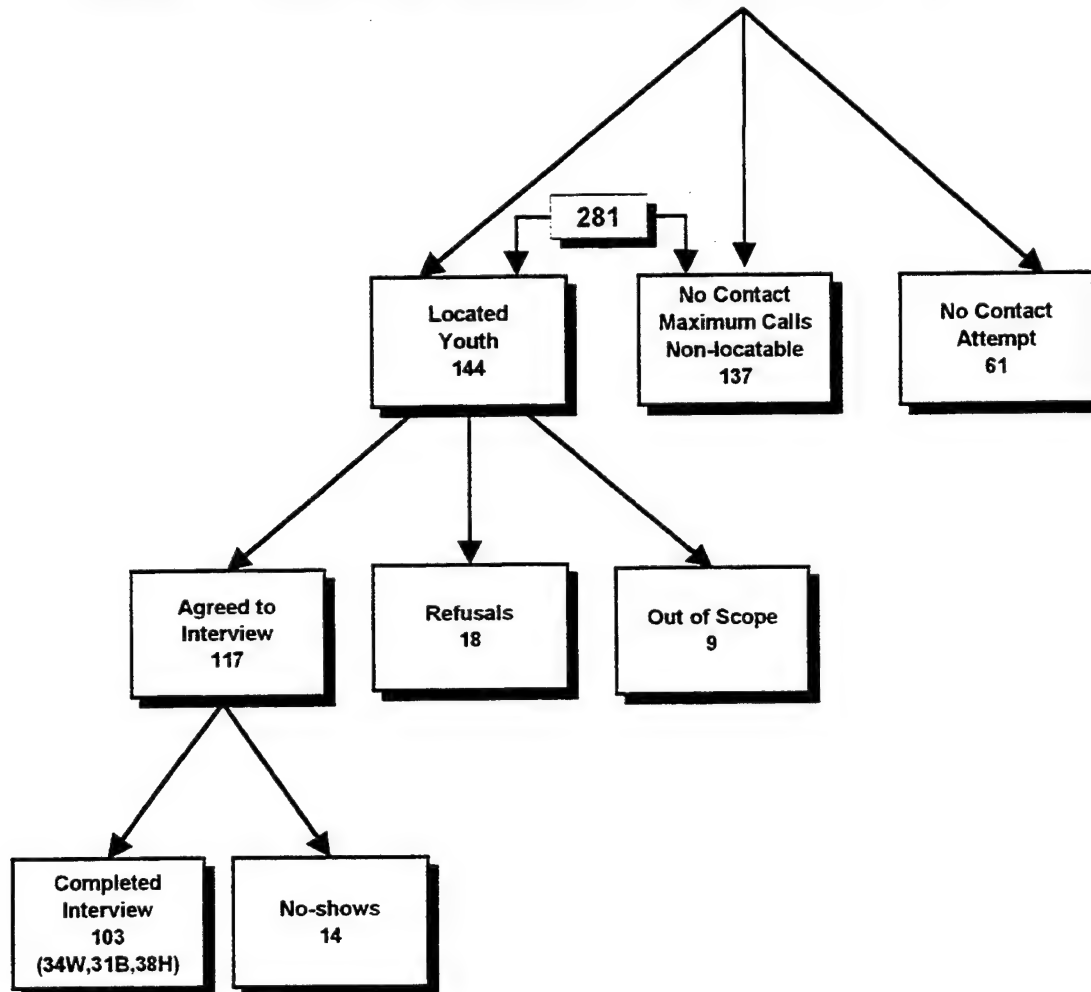 281
Located
Youth
144
No Contact
Maximum Calls
Non-locatable
137
No Contact
Attempt
61
Agreed to
Interview
117
Refusals
18
Out of Scope
9
Completed
Interview
103
(34W,31B,38H)
No-shows
14